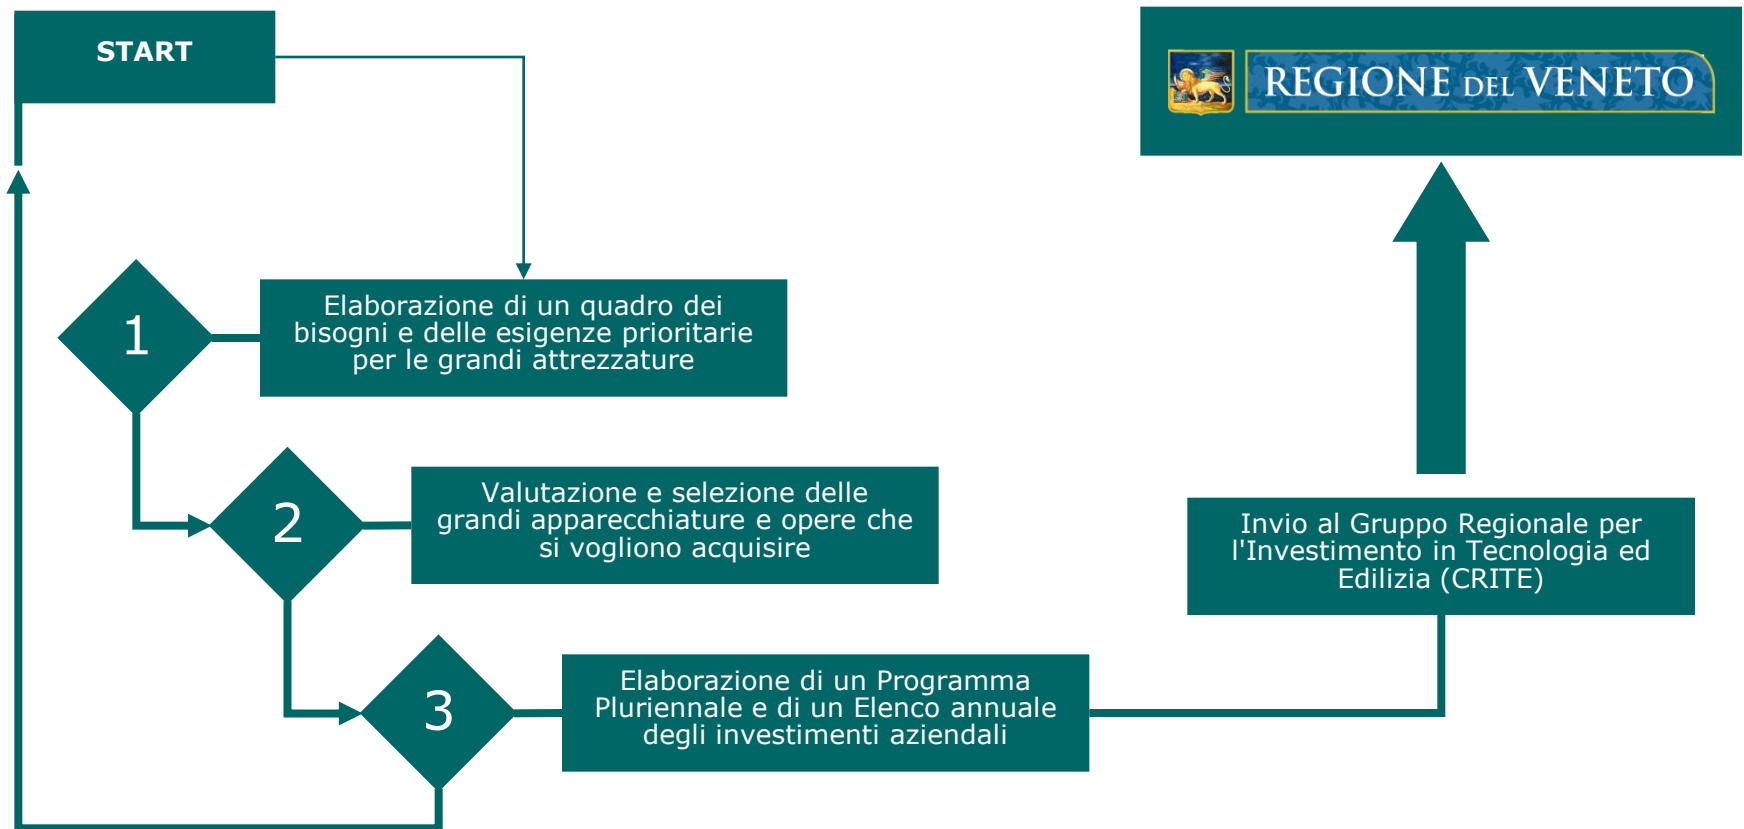 START
REGIONE DEL VENETO
1
Elaborazione di un quadro dei
bisogni e delle esigenze prioritarie
per le grandi attrezzature
2
Valutazione e selezione delle
grandi apparecchiature e opere che
si vogliono acquisire
Invio al Gruppo Regionale per
l'Investimento in Tecnologia ed
Edilizia (CRITE)
3
Elaborazione di un Programma
Pluriennale e di un Elenco annuale
degli investimenti aziendali